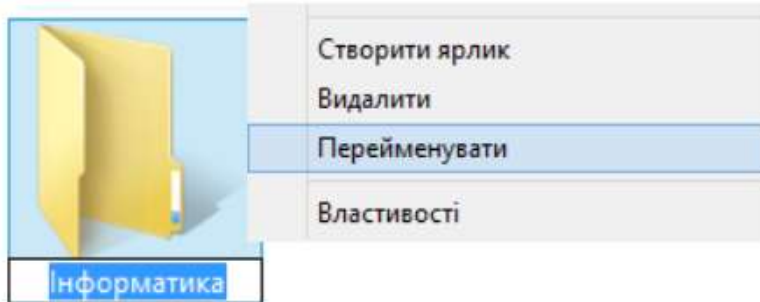 Створити ярлик
Видалити
Перейменувати
Властивості
Інформатика